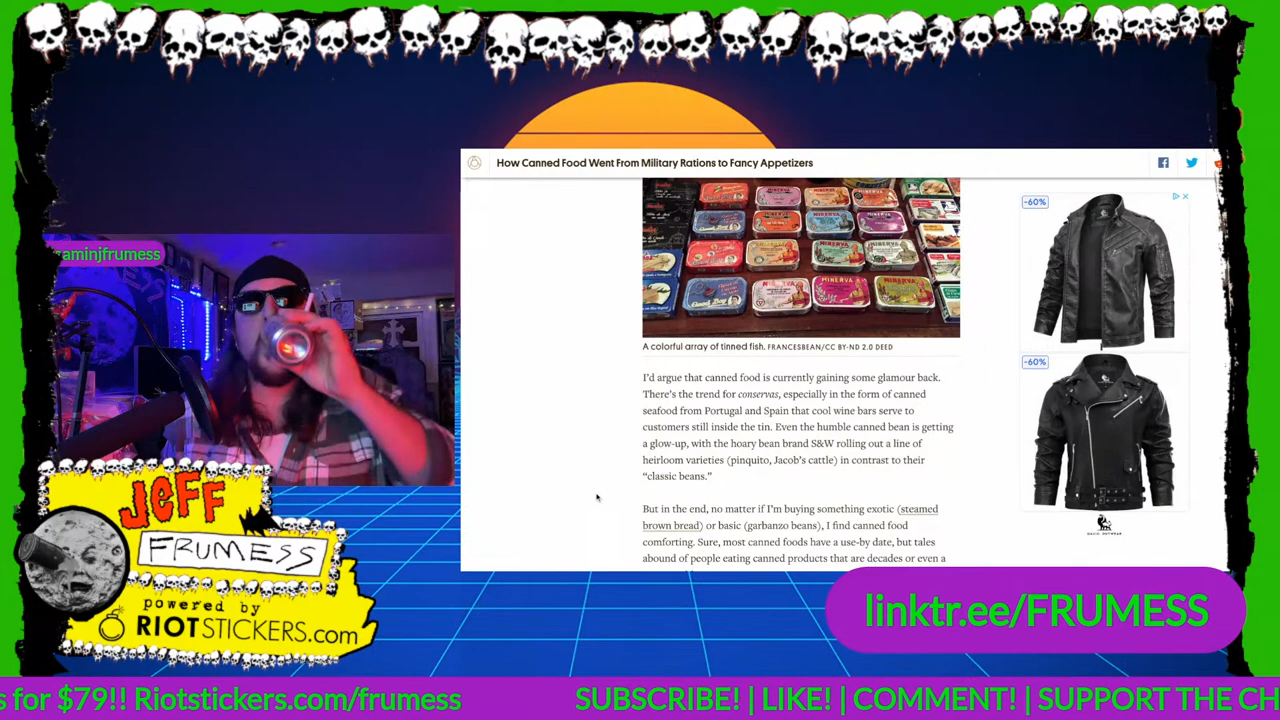 How Canned Food Went From Military Rations to Fancy Appetizers
-60%
MINERVA
A colorful array of tinned fish. FRANCESBEAN/CC BY-ND 2.0 DEED
I'd argue that canned food is currently gaining some glamour back.
There's the trend for conservas, especially in the form of canned
seafood from Portugal and Spain that cool wine bars serve to
customers still inside the tin. Even the humble canned bean is getting
a glow-up, with the hoary bean brand S&W rolling out a line of
heirloom varieties (pinquito, Jacob's cattle) in contrast to their
“classic beans.”
But in the end, no matter if I'm buying something exotic (steamed
brown bread) or basic (garbanzo beans), I find canned food
comforting. Sure, most canned foods have a use-by date, but tales
abound of people eating canned products that are decades or even a
-60%
aminjfrumess
JEFF
FRUMESS
powered by
RIOTSTICKERS.com
linktr.ee/FRUMESS
s for $79!! Riotstickers.com/frumess
SUBSCRIBE! | LIKE! | COMMENT! | SUPPORT THE CH